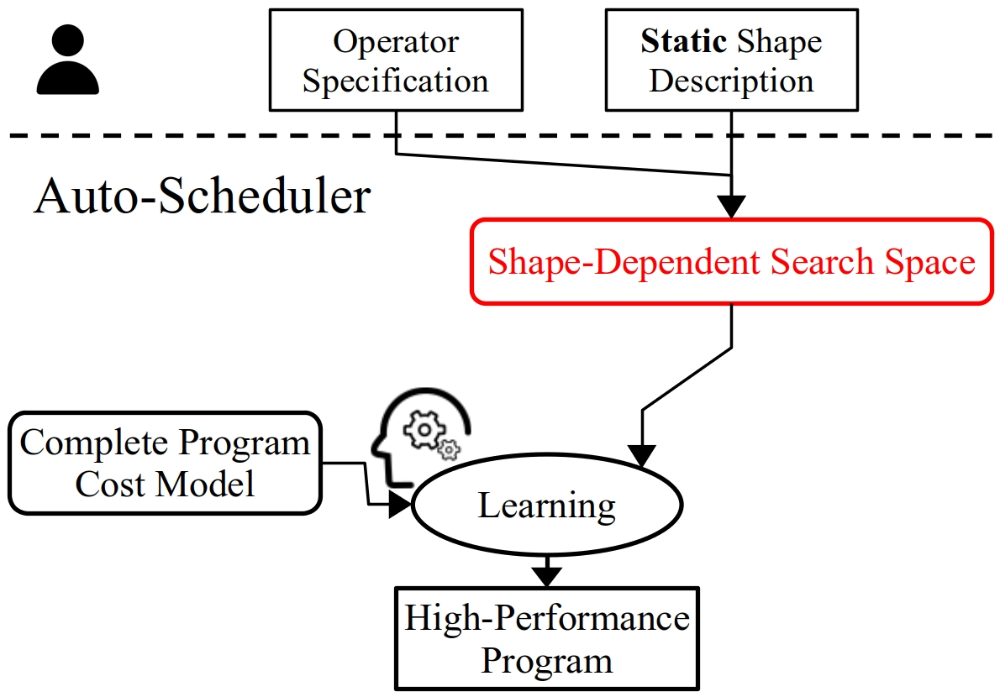 Operator
Specification
Static Shape
Description
Auto-Scheduler
Shape-Dependent Search Space
Complete Program
Cost Model
Learning
High-Performance
Program